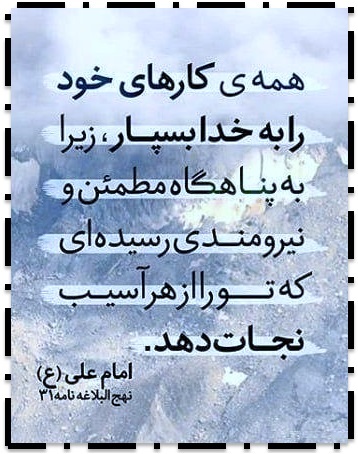 همه ی کارهای خود
را به خدا بسپار، زیرا
به پناهگاه مطمئن و
نیرومندی رسیده‌ای
که تو را از هر آسیب
نجات دهد.
امام علی (ع)
نهج البلاغه نامه ۳۱